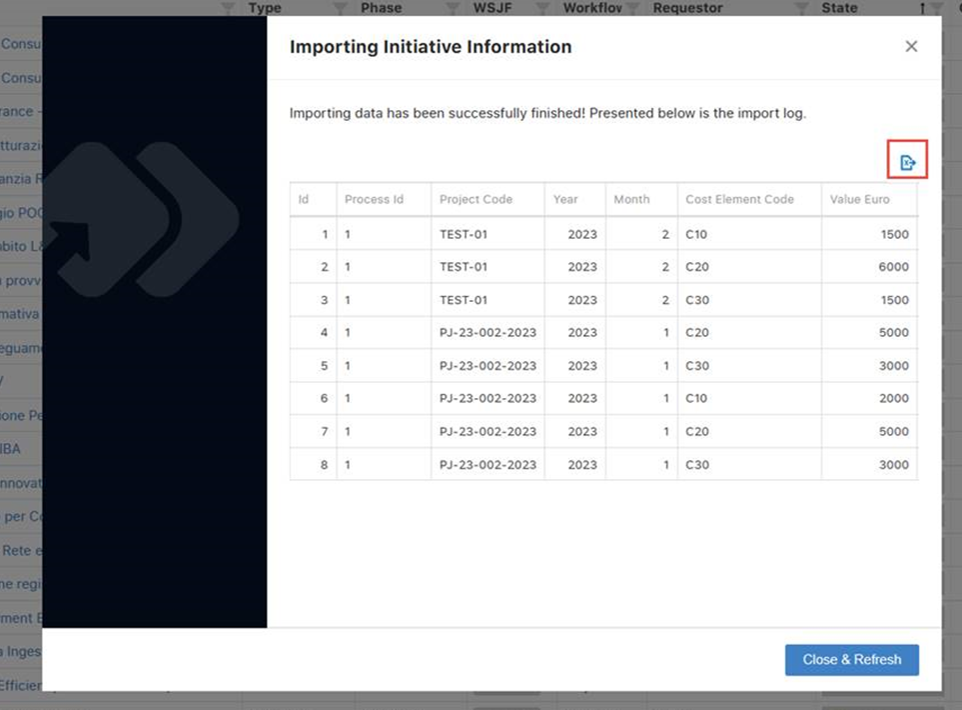 Type Phase WSJF Workflov Requestor State
Importing Initiative Information
Importing data has been successfully finished! Presented below is the import log.
Id Process Id Project Code Year Month Cost Element Code Value Euro
1 1 TEST-01 2023 2 C10 1500
2 1 TEST-01 2023 2 C20 6000
3 1 TEST-01 2023 2 C30 1500
4 1 PJ-23-002-2023 2023 1 C20 5000
5 1 PJ-23-002-2023 2023 1 C30 3000
6 1 PJ-23-002-2023 2023 1 C10 2000
7 1 PJ-23-002-2023 2023 1 C20 5000
8 1 PJ-23-002-2023 2023 1 C30 3000
Close & Refresh
Consu
Consu
rance -
tturazi
anzia R
gio POG
bito L&
provv
mativa
eguame
ione Pe
IBA
nnovat
per Co
Rete e
ne regi
ment E
a Inges
Efficier